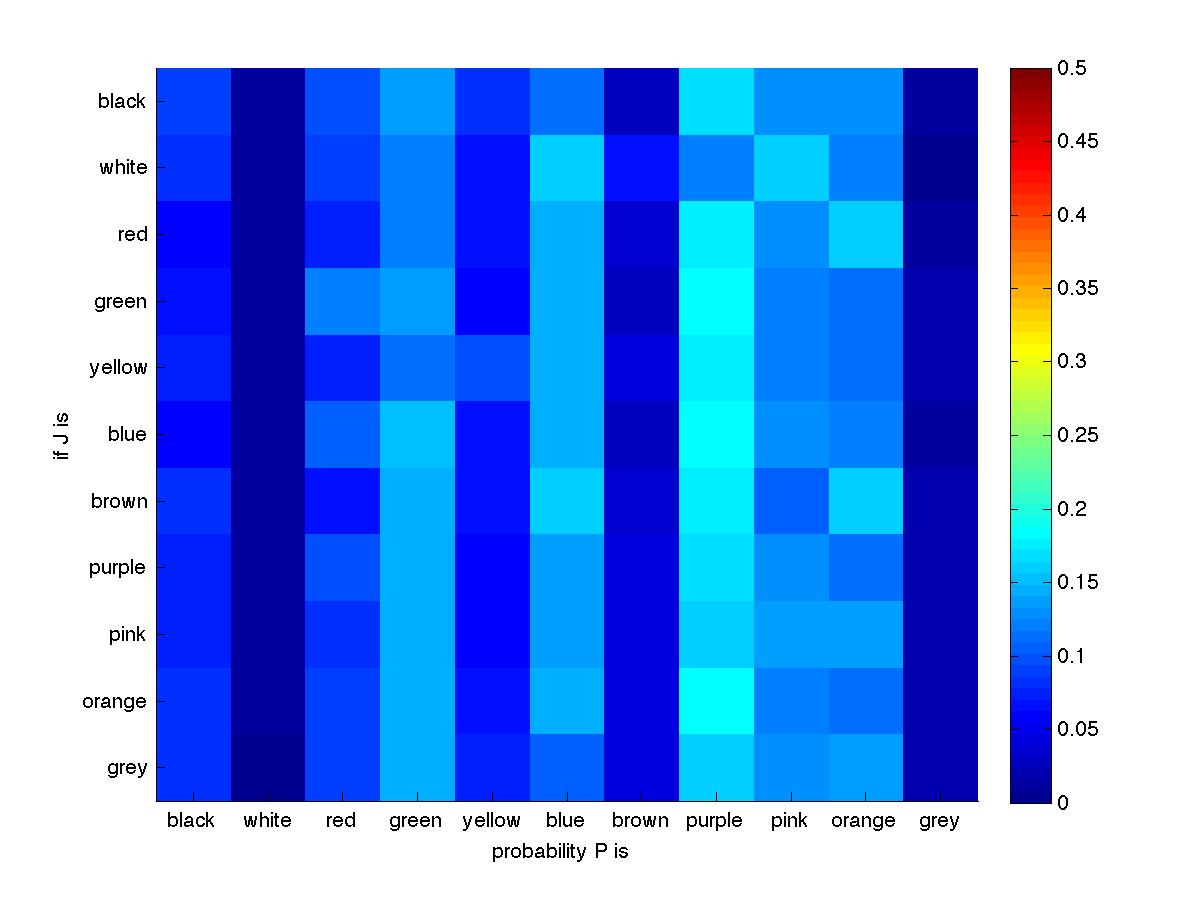 black
white
red
green
yellow
blue
brown
purple
pink
orange
grey
if J is
black white red green yellow blue brown purple pink orange grey
probability P is
0.5
0.45
0.4
0.35
0.3
0.25
0.2
0.15
0.1
0.05
0